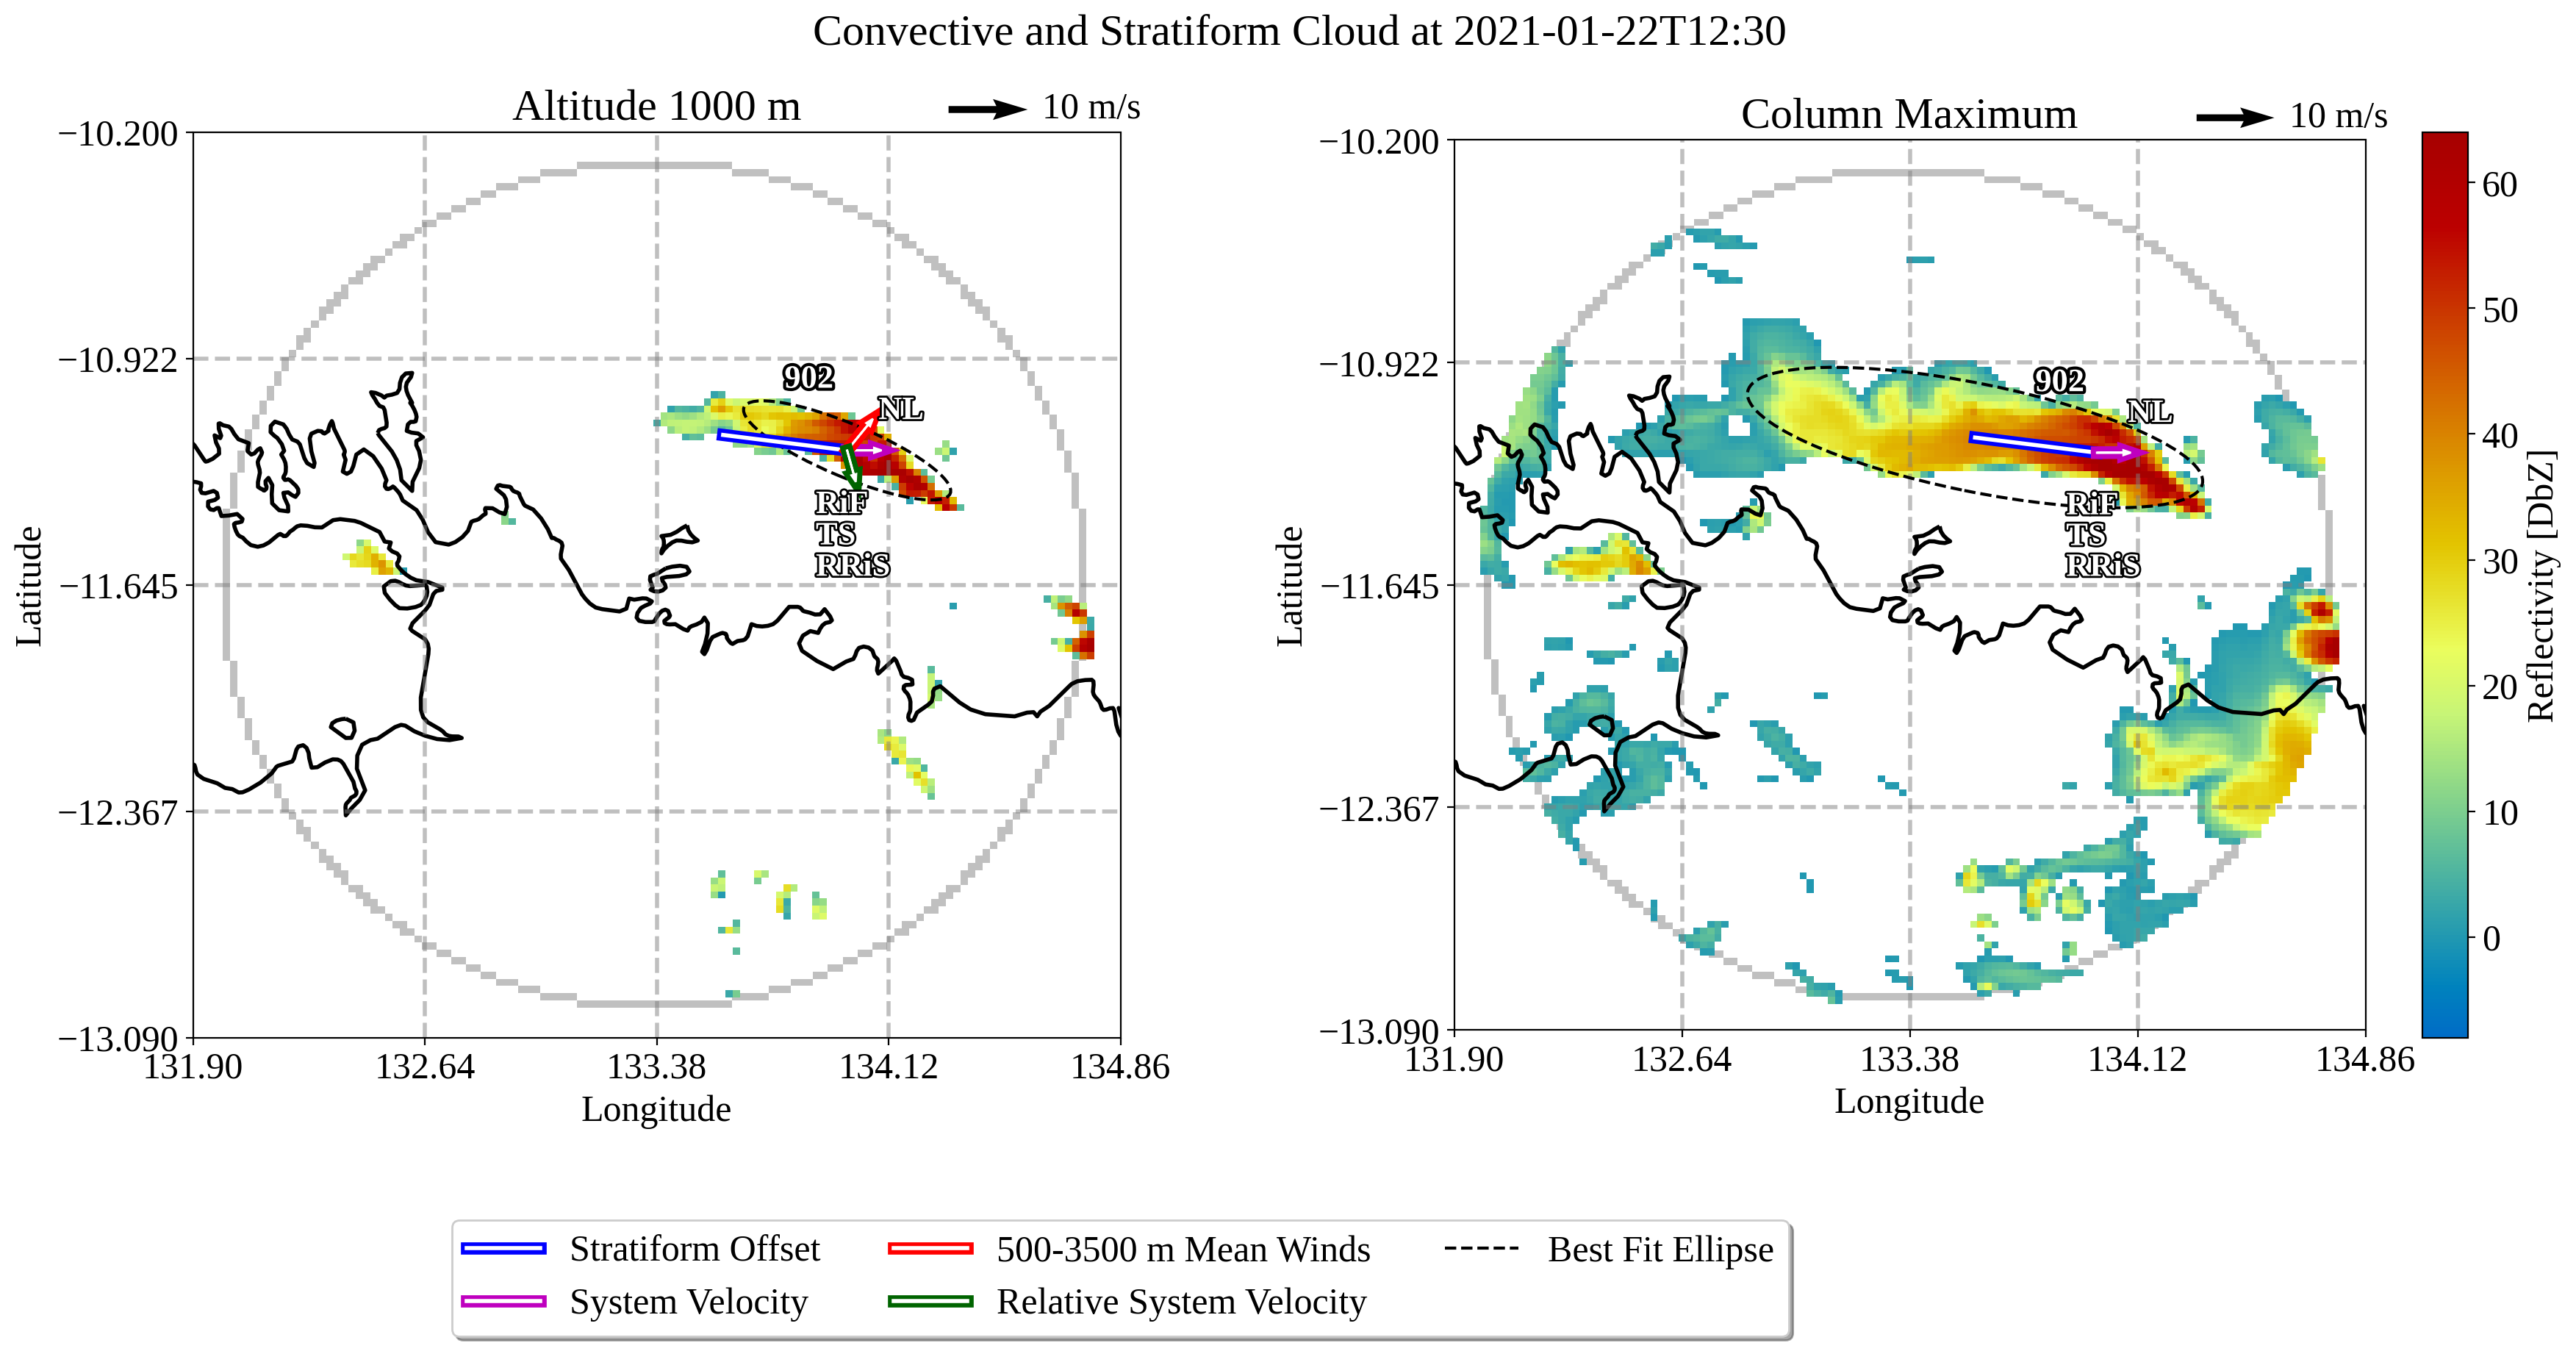 Convective and Stratiform Cloud at 2021-01-22T12:30
Altitude 1000 m
10 m/s
−10.200
−10.922
−11.645
−12.367
−13.090
Latitude
131.90
132.64
133.38
134.12
134.86
Longitude
902
NL
RiF
TS
RRiS
Column Maximum
10 m/s
−10.200
−10.922
−11.645
−12.367
−13.090
Latitude
131.90
132.64
133.38
134.12
134.86
Longitude
902
NL
RiF
TS
RRiS
60
50
40
30
20
10
0
Reflectivity [DbZ]
Stratiform Offset
500-3500 m Mean Winds
Best Fit Ellipse
System Velocity
Relative System Velocity